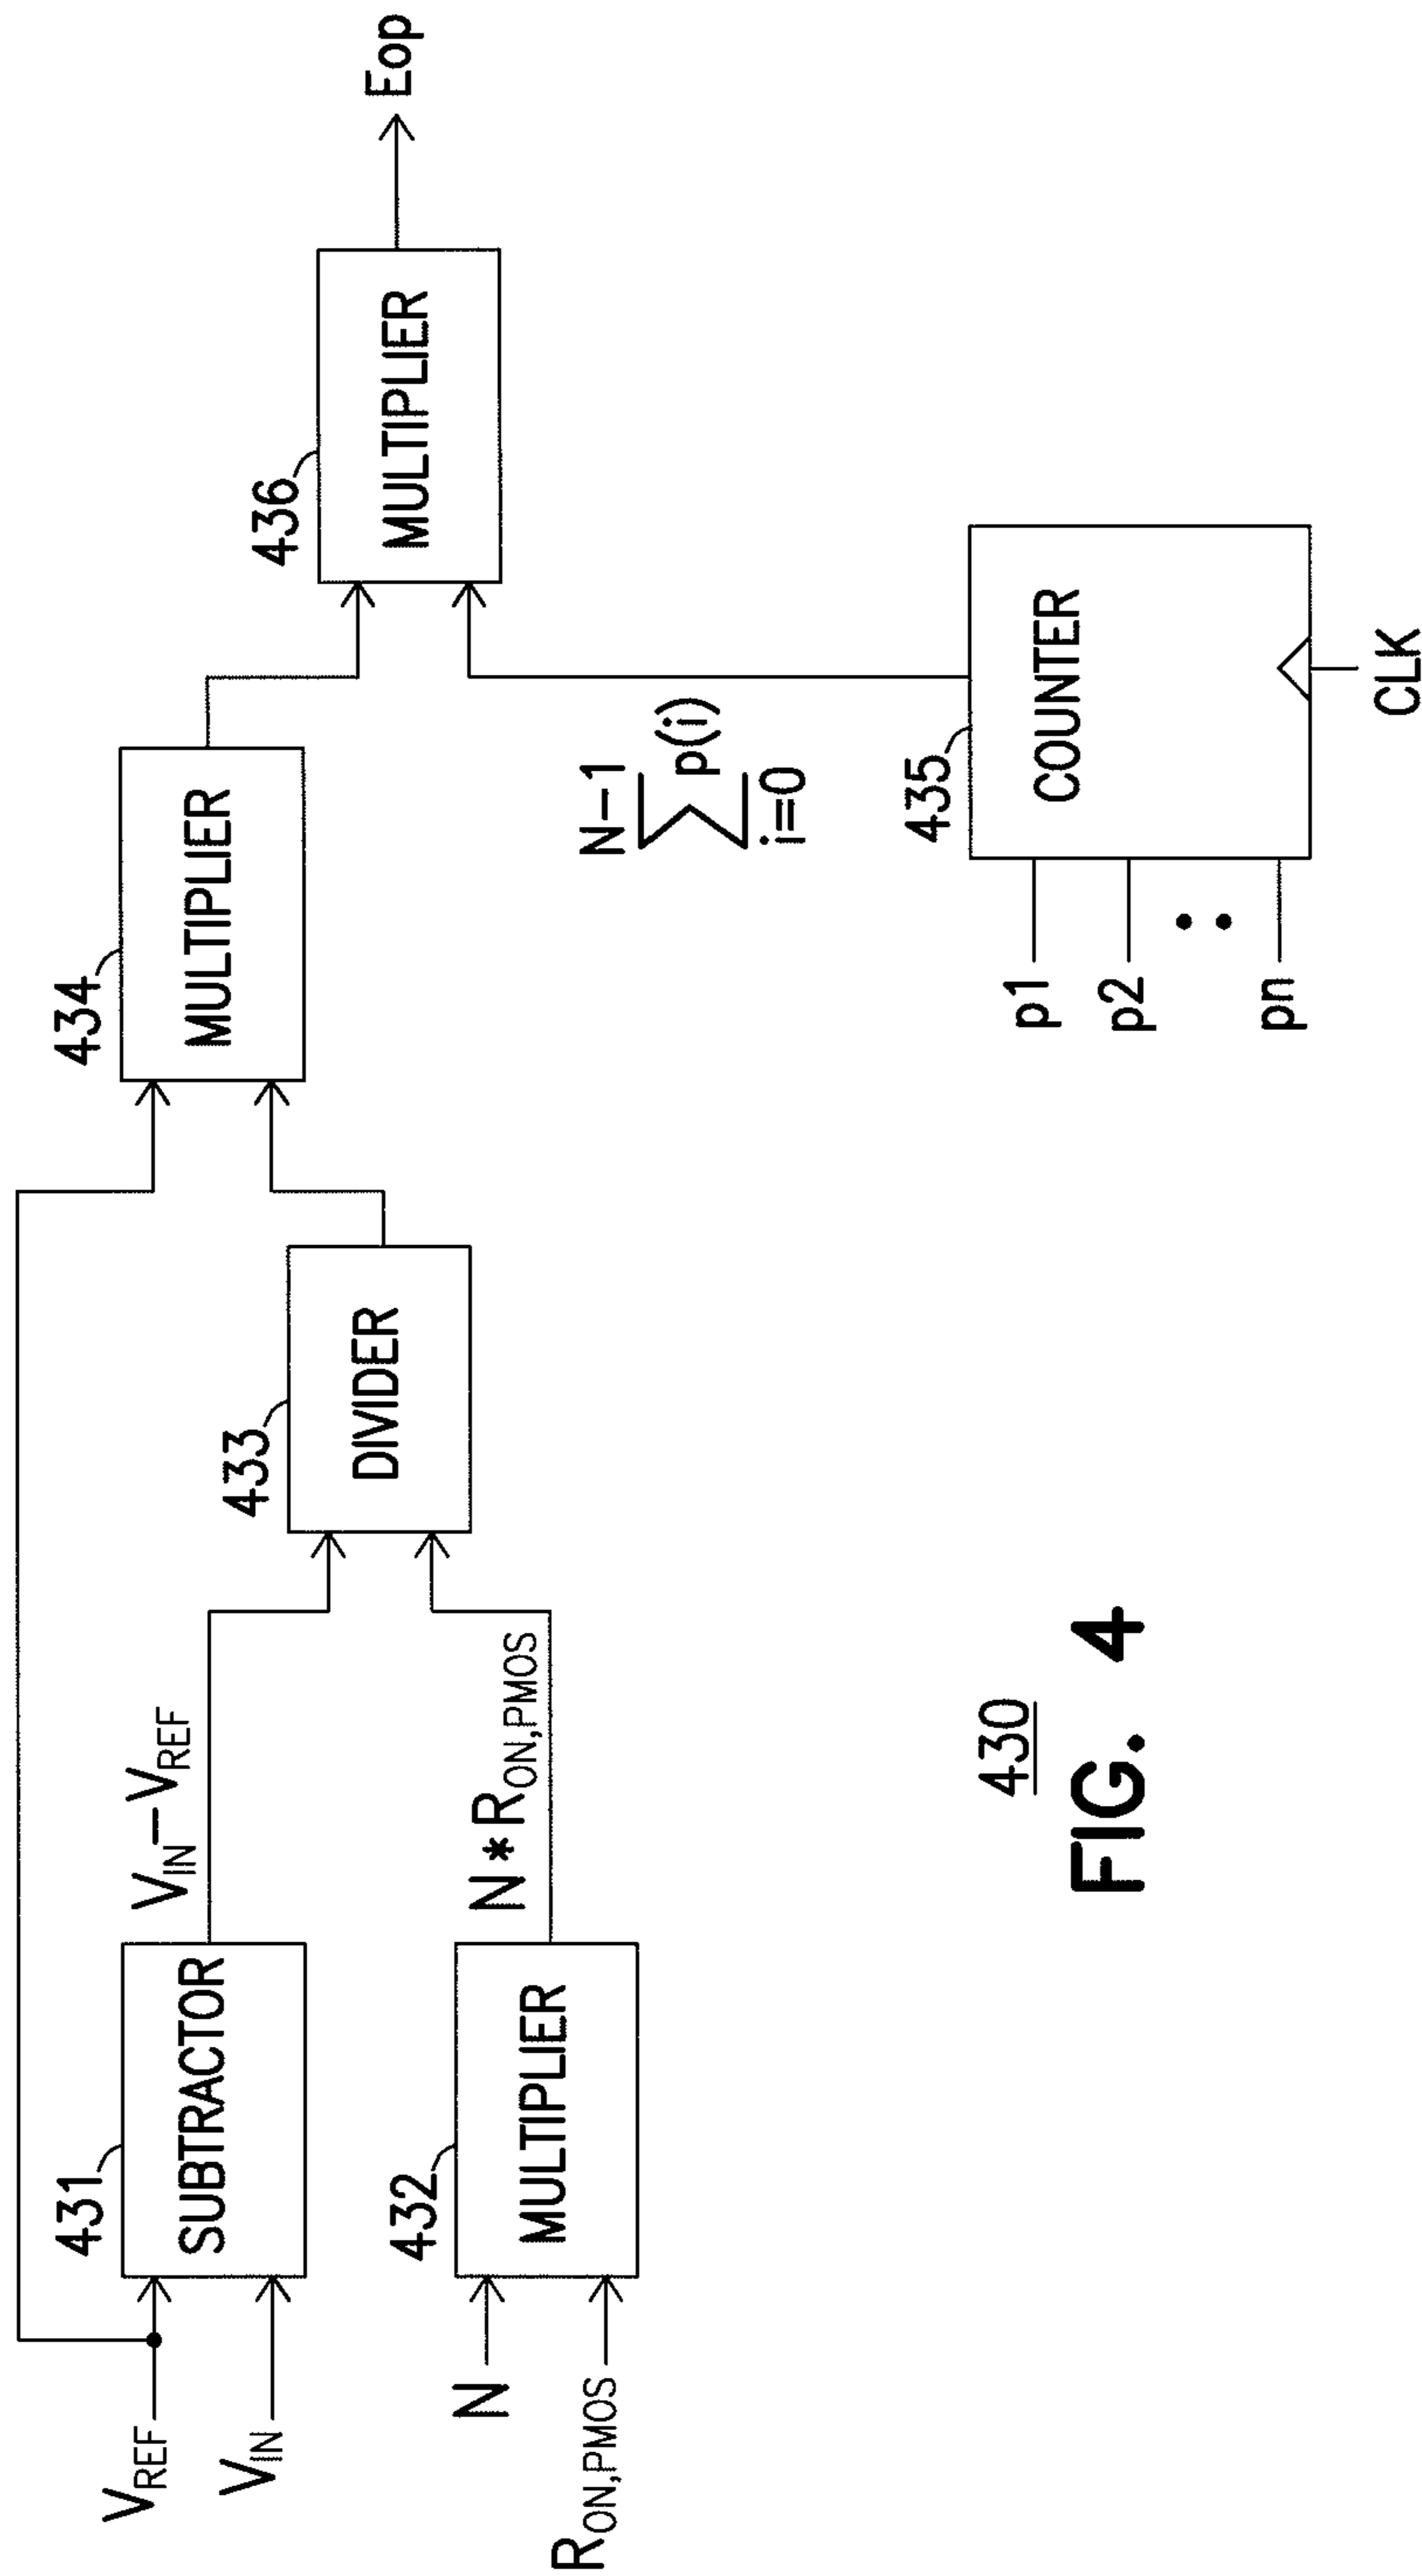 431
SUBTRACTOR
V_REF
V_IN
V_IN–V_REF
432
MULTIPLIER
N
R_ON,PMOS
N*R_ON,PMOS
433
DIVIDER
434
MULTIPLIER
436
MULTIPLIER
Eop
N–1
∑ p(i)
i=0
435
COUNTER
p1
p2
pn
CLK
430
FIG. 4